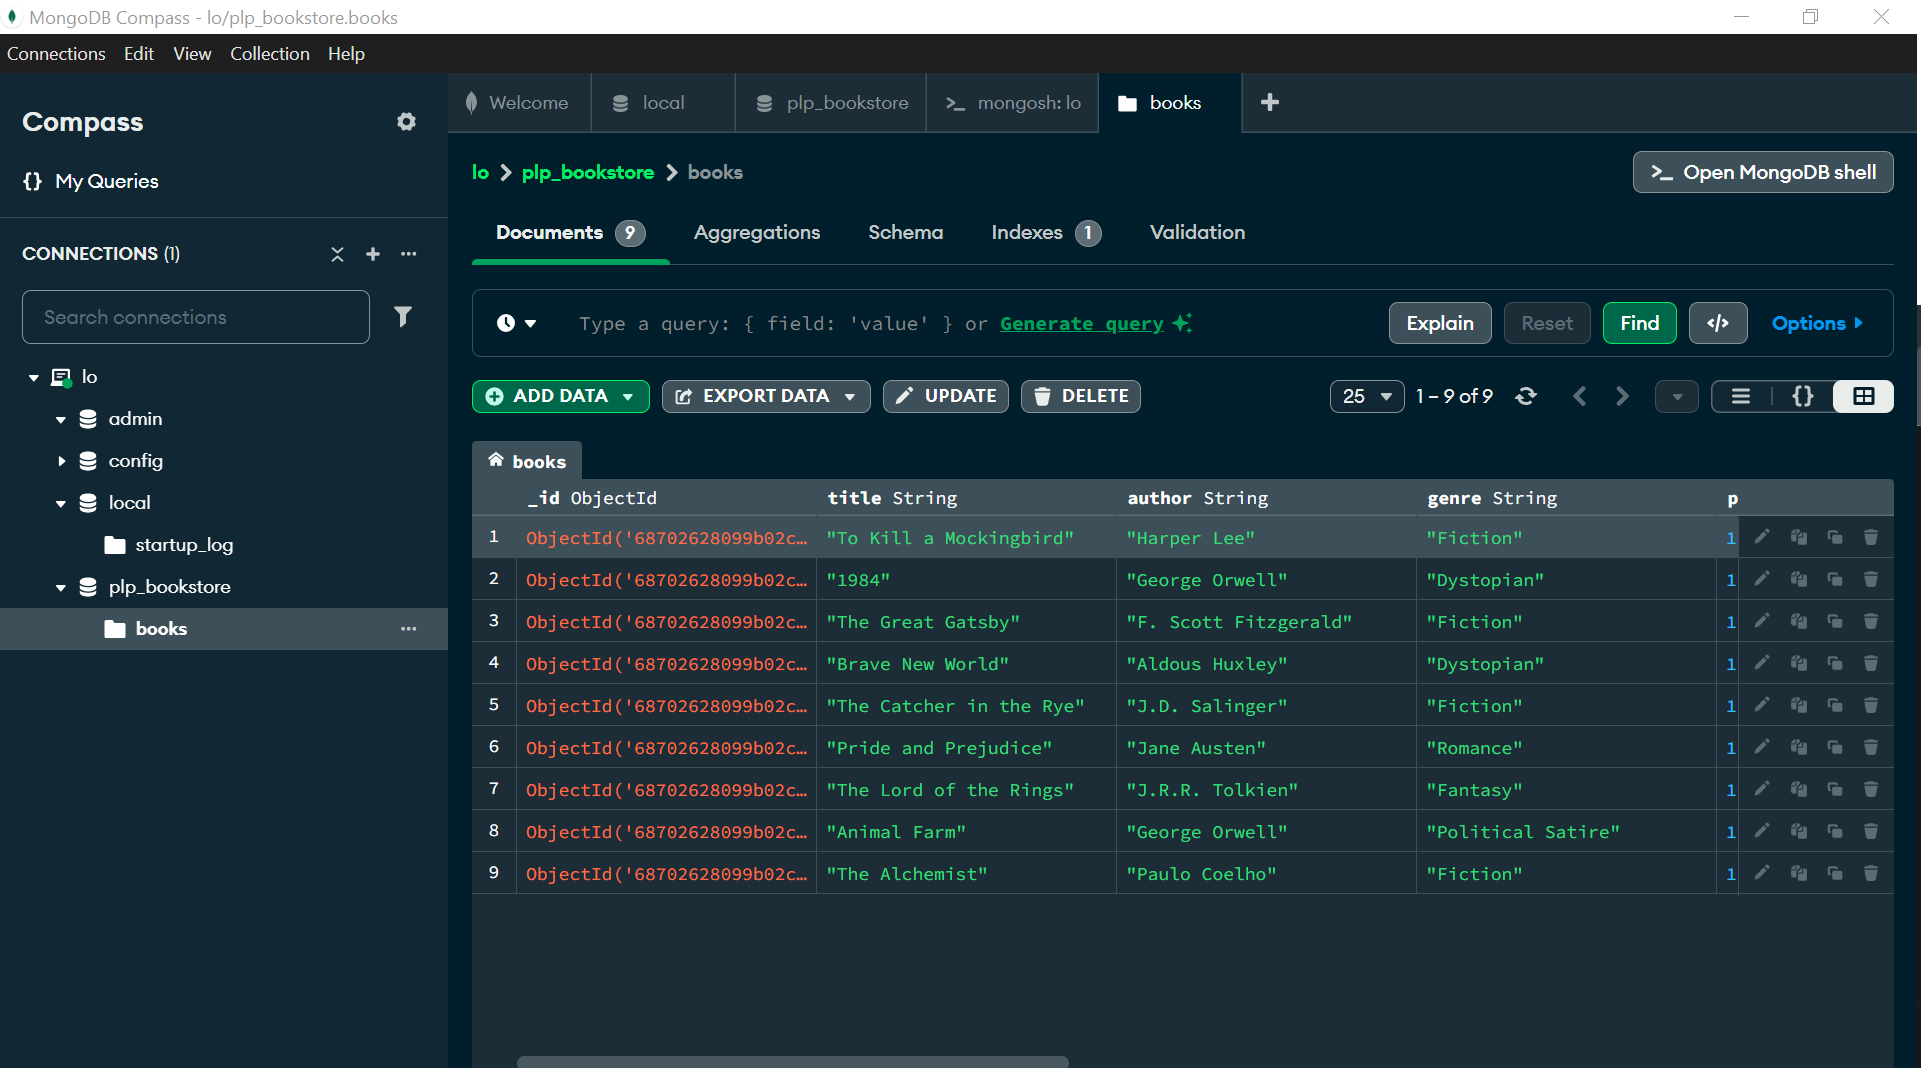 MongoDB Compass - lo/plp_bookstore.books
Connections Edit View Collection Help
Compass
{} My Queries
CONNECTIONS (1)
Search connections
lo
admin
config
local
startup_log
plp_bookstore
books
Welcome local plp_bookstore >_ mongosh: lo books +
lo > plp_bookstore > books
>_ Open MongoDB shell
Documents 9 Aggregations Schema Indexes 1 Validation
Type a query: { field: 'value' } or Generate query
Explain Reset Find </> Options
ADD DATA EXPORT DATA UPDATE DELETE 25 1 – 9 of 9 {}
books
_id ObjectId title String author String genre String p
1 ObjectId('68702628099b02c… "To Kill a Mockingbird" "Harper Lee" "Fiction" 1
2 ObjectId('68702628099b02c… "1984" "George Orwell" "Dystopian" 1
3 ObjectId('68702628099b02c… "The Great Gatsby" "F. Scott Fitzgerald" "Fiction" 1
4 ObjectId('68702628099b02c… "Brave New World" "Aldous Huxley" "Dystopian" 1
5 ObjectId('68702628099b02c… "The Catcher in the Rye" "J.D. Salinger" "Fiction" 1
6 ObjectId('68702628099b02c… "Pride and Prejudice" "Jane Austen" "Romance" 1
7 ObjectId('68702628099b02c… "The Lord of the Rings" "J.R.R. Tolkien" "Fantasy" 1
8 ObjectId('68702628099b02c… "Animal Farm" "George Orwell" "Political Satire" 1
9 ObjectId('68702628099b02c… "The Alchemist" "Paulo Coelho" "Fiction" 1